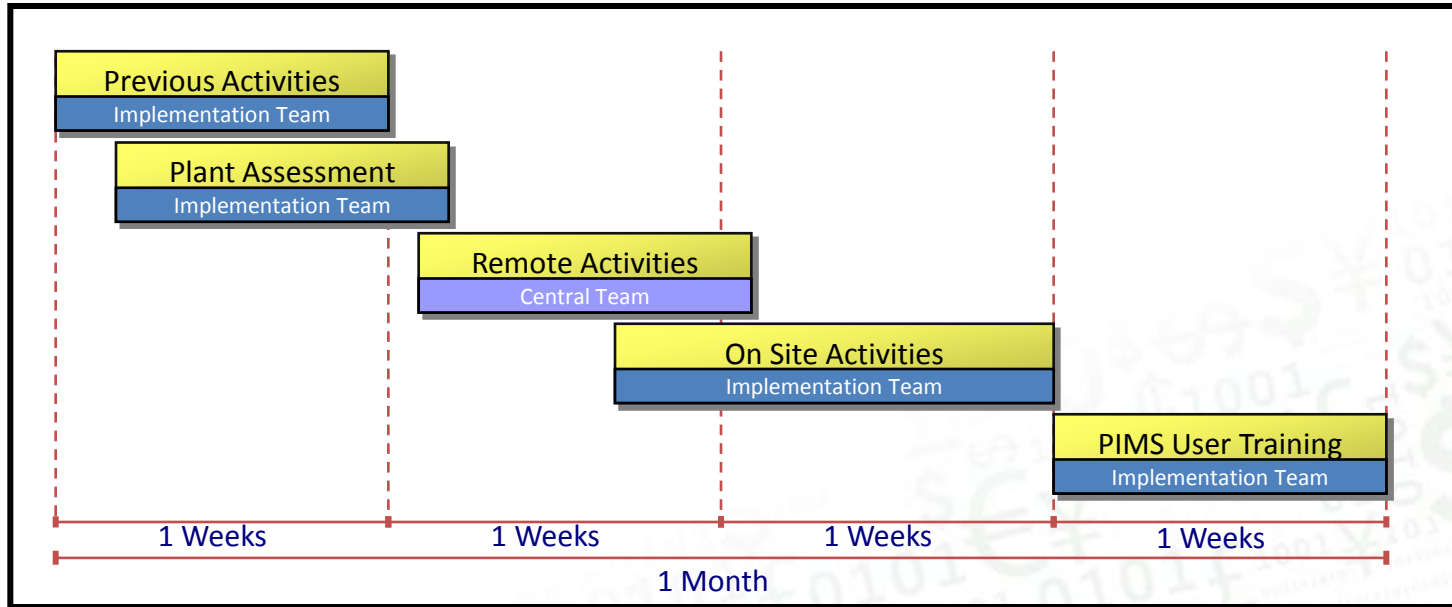 Previous Activities
Implementation Team
Plant Assessment
Implementation Team
Remote Activities
Central Team
On Site Activities
Implementation Team
PIMS User Training
Implementation Team
1 Weeks
1 Weeks
1 Weeks
1 Weeks
1 Month